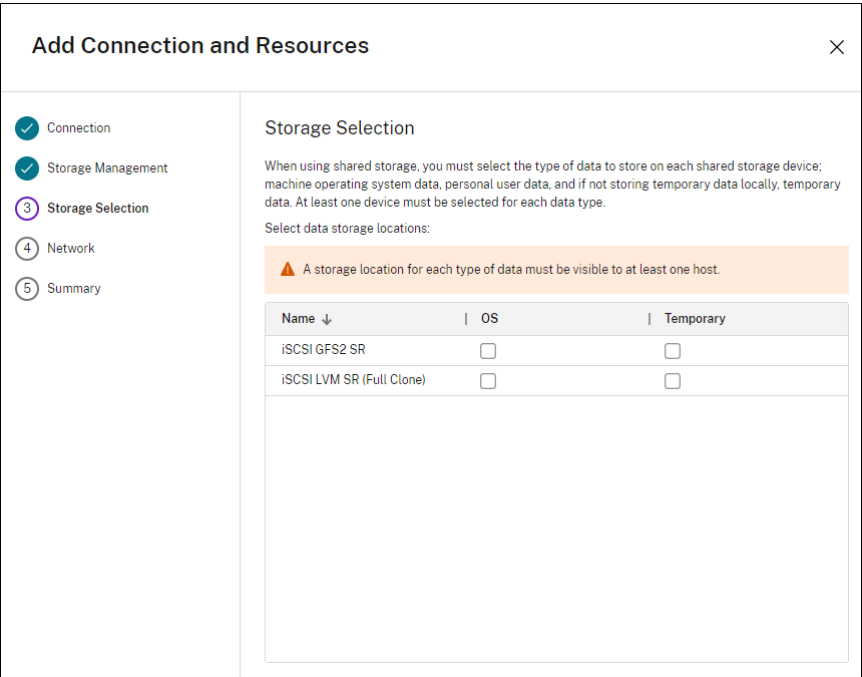 Add Connection and Resources
Connection
Storage Management
3 Storage Selection
4 Network
5 Summary
Storage Selection
When using shared storage, you must select the type of data to store on each shared storage device;
machine operating system data, personal user data, and if not storing temporary data locally, temporary
data. At least one device must be selected for each data type.
Select data storage locations:
A storage location for each type of data must be visible to at least one host.
Name ↓ | OS | Temporary
iSCSI GFS2 SR
iSCSI LVM SR (Full Clone)